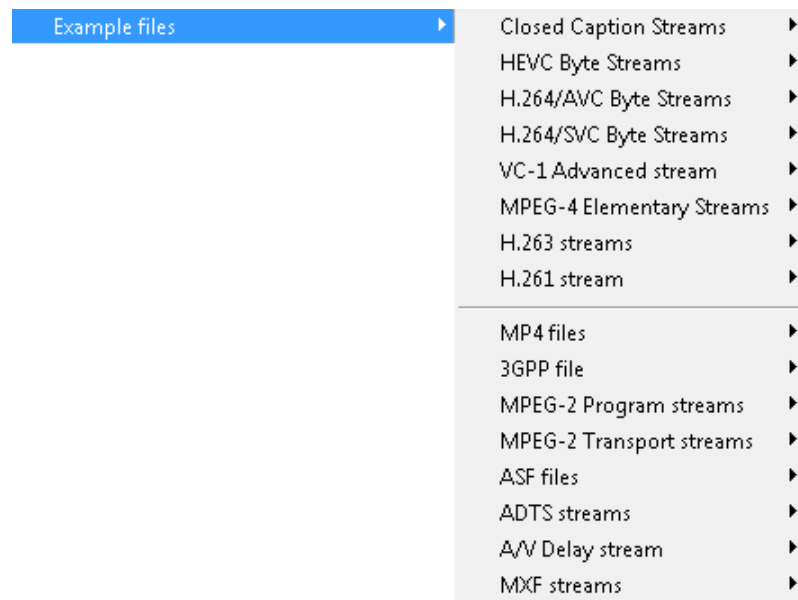 Example files
Closed Caption Streams
HEVC Byte Streams
H.264/AVC Byte Streams
H.264/SVC Byte Streams
VC-1 Advanced stream
MPEG-4 Elementary Streams
H.263 streams
H.261 stream
MP4 files
3GPP file
MPEG-2 Program streams
MPEG-2 Transport streams
ASF files
ADTS streams
A/V Delay stream
MXF streams